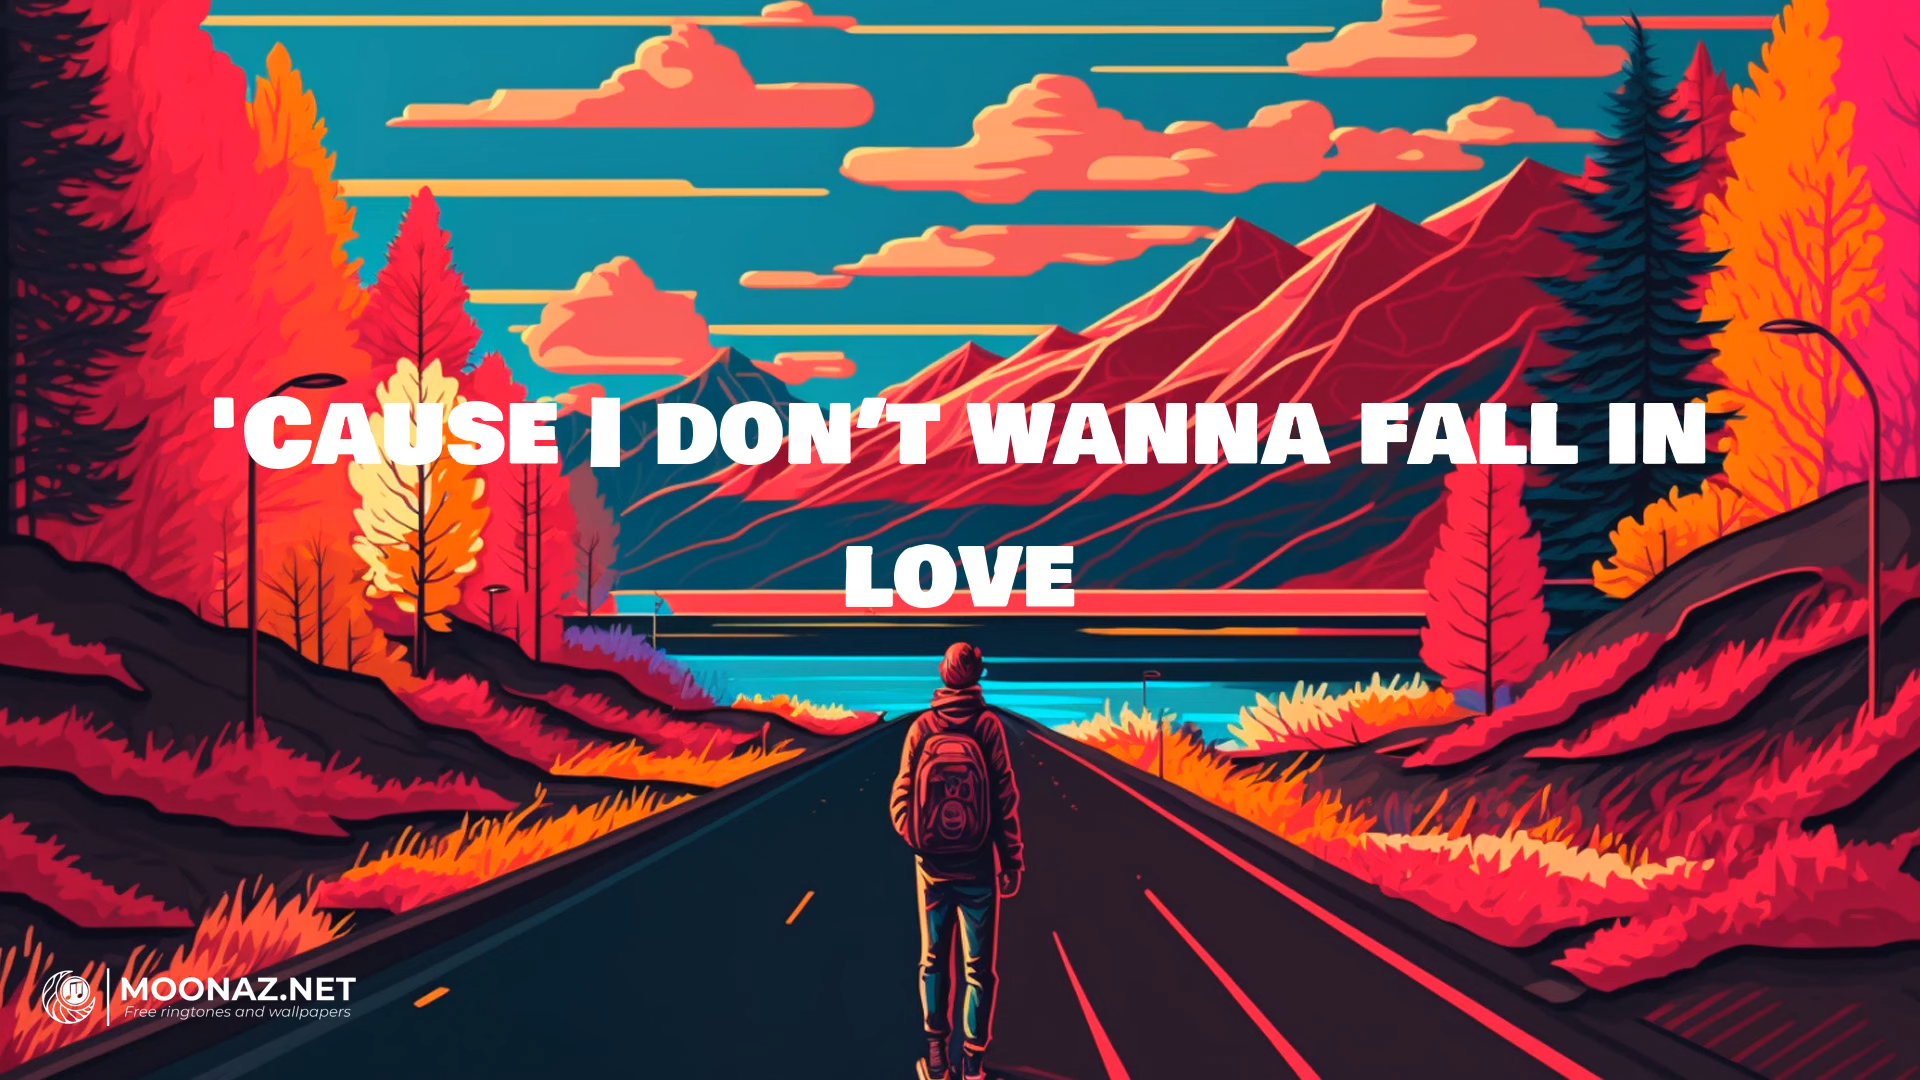 'Cause I don't wanna fall in
love
MOONAZ.NET
Free ringtones and wallpapers